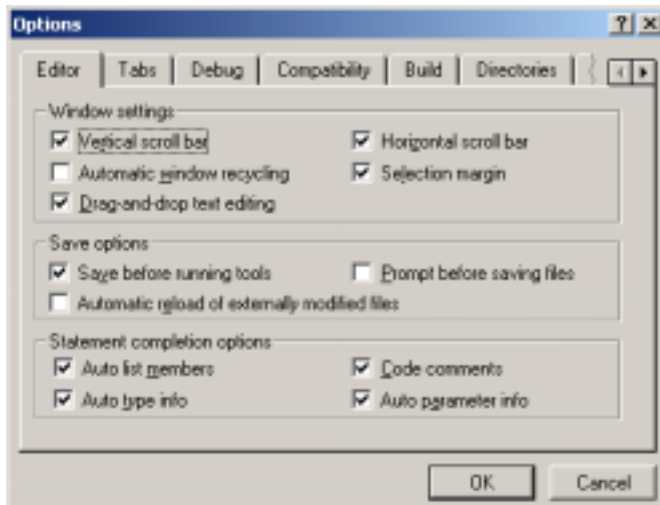 Options
Editor Tabs Debug Compatibility Build Directories
Window settings
Vertical scroll bar Horizontal scroll bar
Automatic window recycling Selection margin
Drag-and-drop text editing
Save options
Save before running tools Prompt before saving files
Automatic reload of externally modified files
Statement completion options
Auto list members Code comments
Auto type info Auto parameter info
OK Cancel